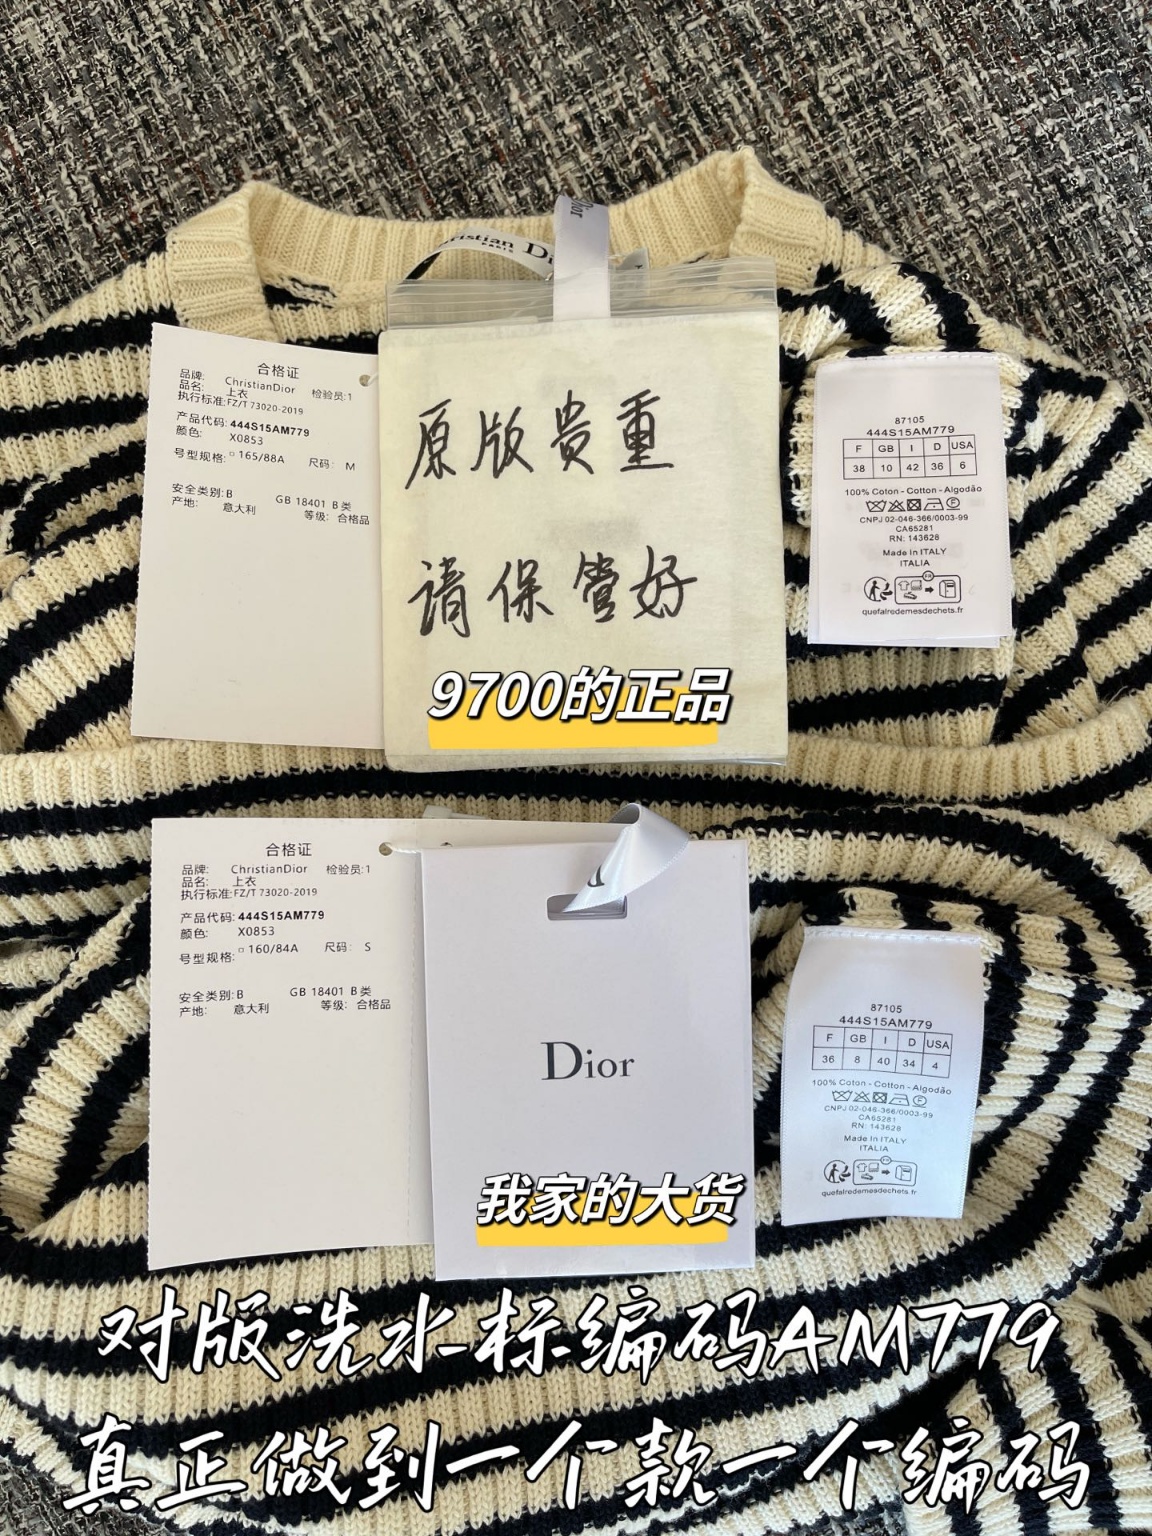 Dior
ristian D
PARIS
合格证
品牌: ChristianDior 检验员:1
品名: 上衣
执行标准:FZ/T 73020-2019
产品代码: 444S15AM779
颜色: X0853
号型规格: 165/88A 尺码: M
安全类别:B GB 18401 B类
产地: 意大利 等级: 合格品
原版贵重
请保管好
9700的正品
87105
444S15AM779
F GB I D USA
38 10 42 36 6
100% Coton - Cotton - Algodão
CNPJ 02-046-366/0003-99
CA65281
RN: 143628
Made in ITALY
ITALIA
FR
quefairedemesdechets.fr
合格证
品牌: ChristianDior 检验员:1
品名: 上衣
执行标准:FZ/T 73020-2019
产品代码: 444S15AM779
颜色: X0853
号型规格: 160/84A 尺码: S
安全类别:B GB 18401 B类
产地: 意大利 等级: 合格品
Dior
我家的大货
87105
444S15AM779
F GB I D USA
36 8 40 34 4
100% Coton - Cotton - Algodão
CNPJ 02-046-366/0003-99
CA65281
RN: 143628
Made in ITALY
ITALIA
quefairedemesdechets.fr
对版洗水标编码AM779
真正做到一个款一个编码